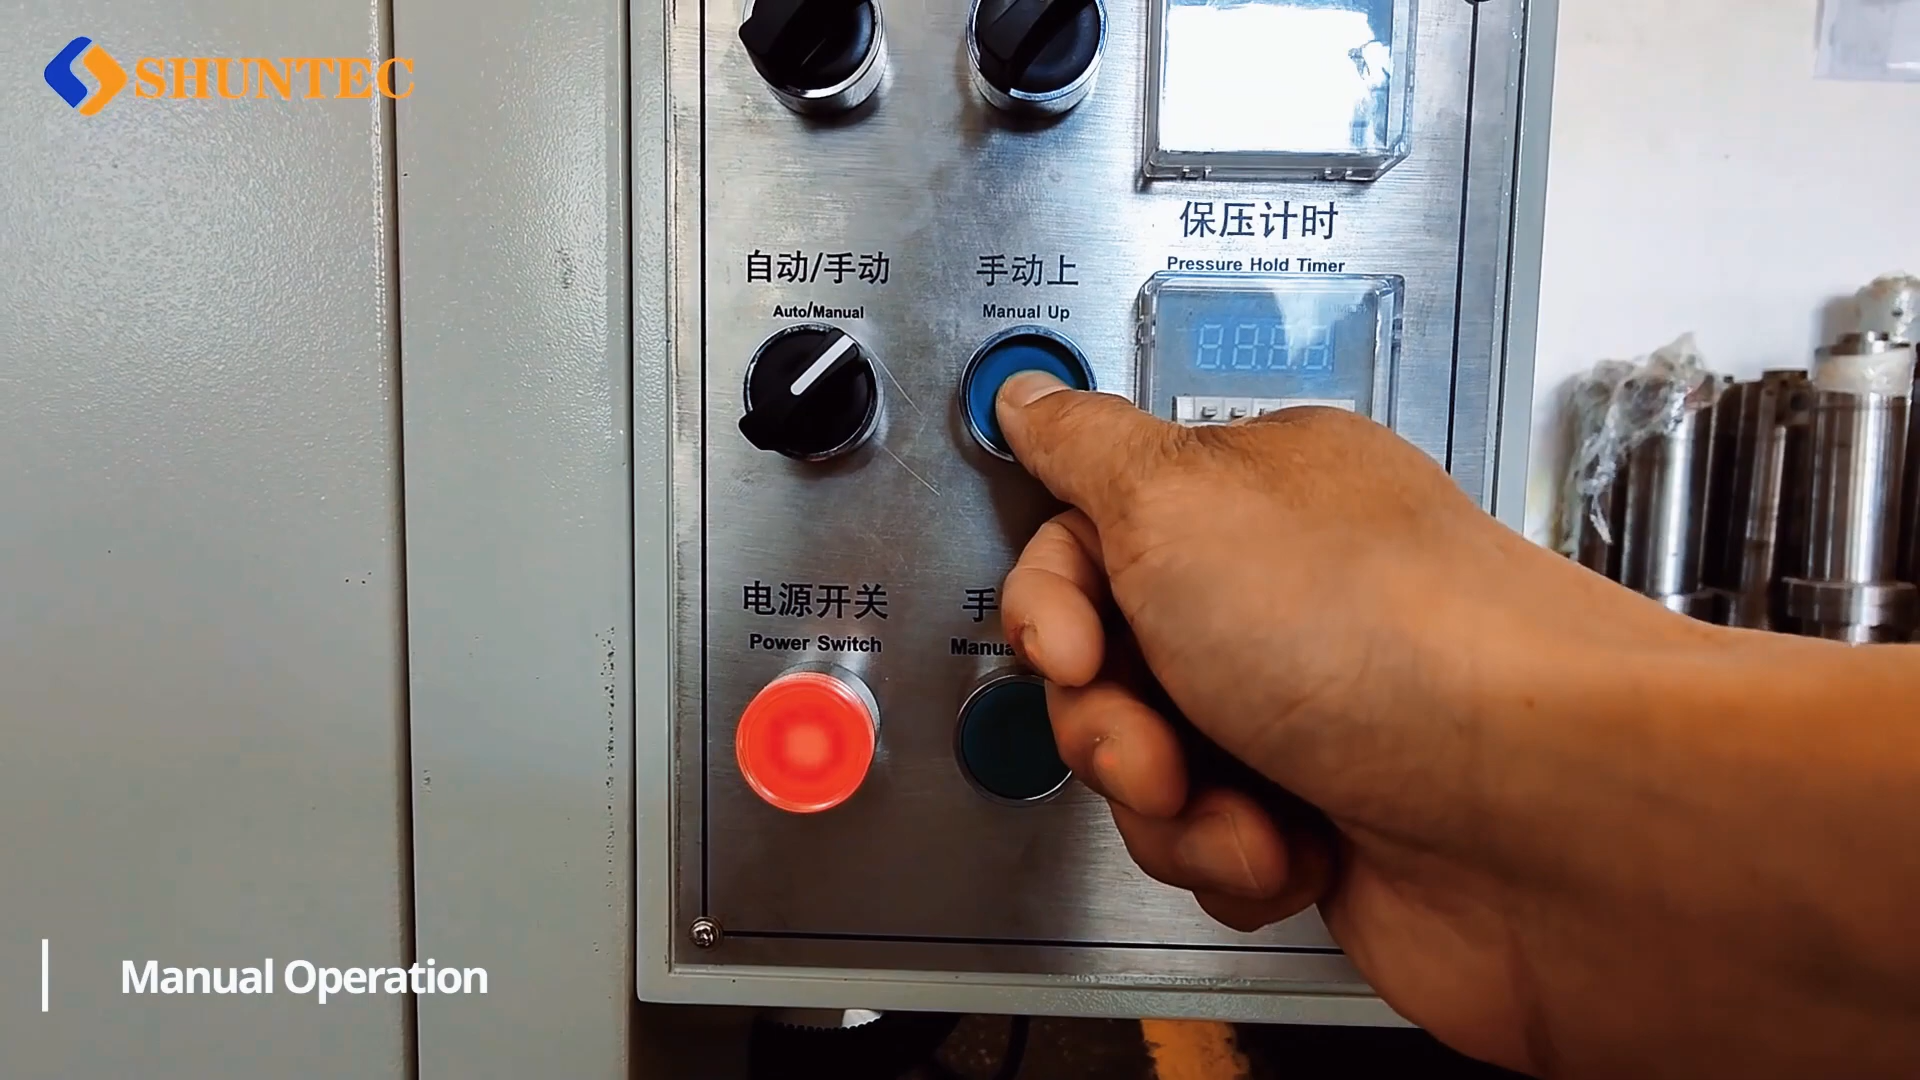 SHUNTEC
保压计时
Pressure Hold Timer
自动/手动
Auto/Manual
手动上
Manual Up
电源开关
Power Switch
手
Manua
Manual Operation